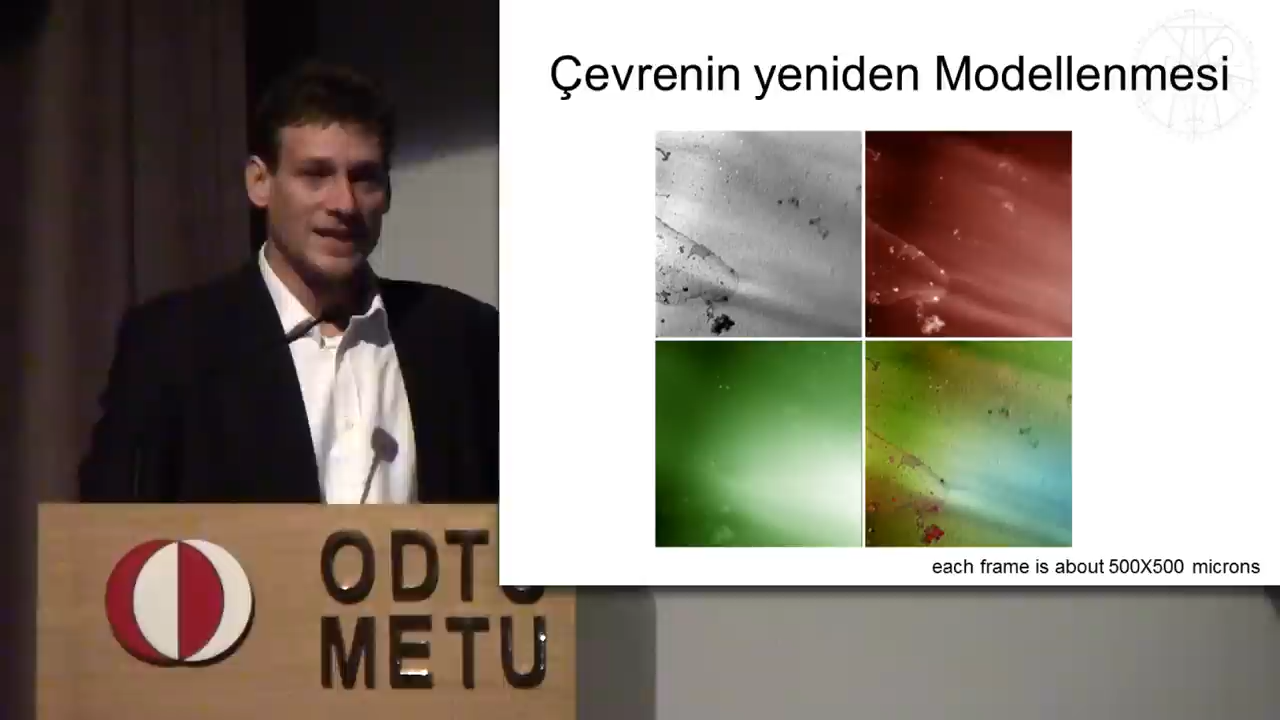 Çevrenin yeniden Modellenmesi
each frame is about 500X500 microns
ODTÜ
METU